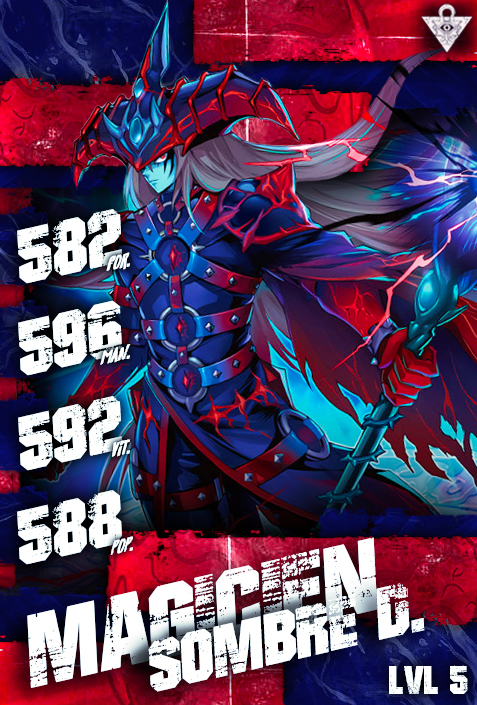 582 FOR.
596 MAN.
592 VIT.
588 POP.
MAGICIEN
SOMBRE D.
LVL 5